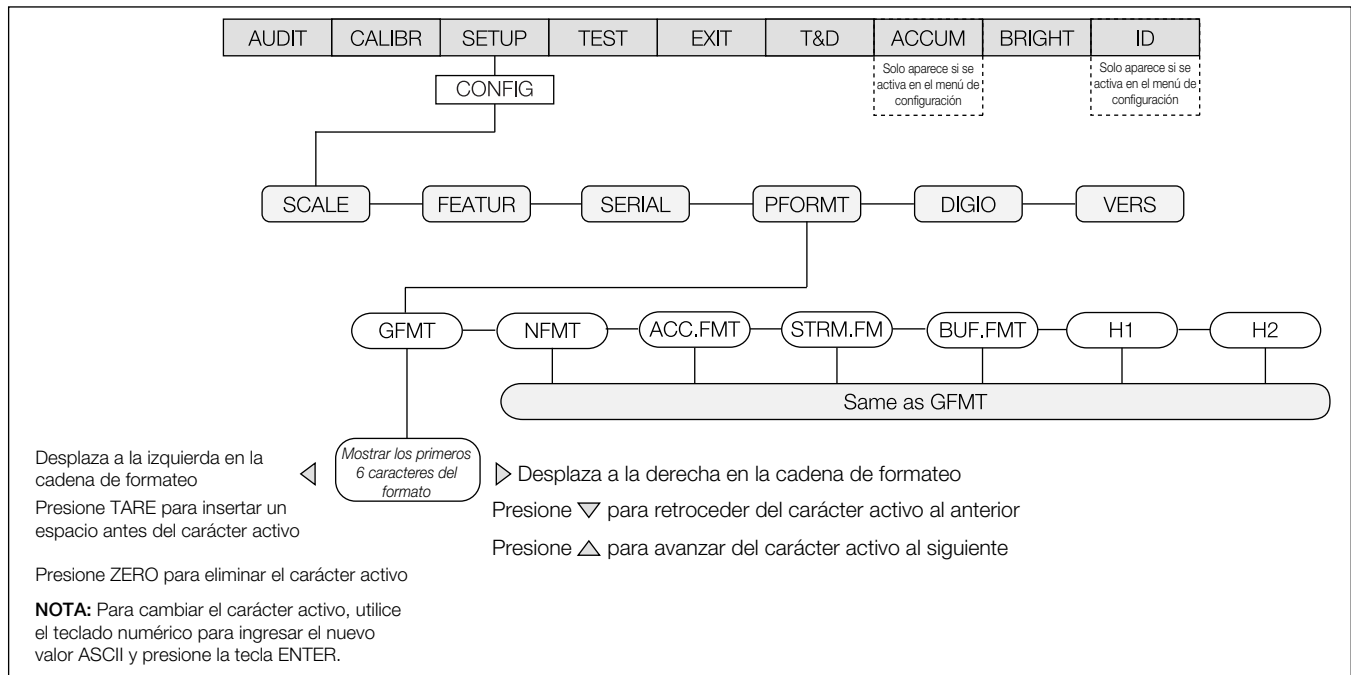 AUDIT CALIBR SETUP TEST EXIT T&D ACCUM BRIGHT ID
Solo aparece si se
activa en el menú de
configuración
Solo aparece si se
activa en el menú de
configuración
CONFIG
SCALE FEATUR SERIAL PFORMT DIGIO VERS
GFMT NFMT ACC.FMT STRM.FM BUF.FMT H1 H2
Same as GFMT
Mostrar los primeros
6 caracteres del
formato
Desplaza a la izquierda en la
cadena de formateo
Presione TARE para insertar un
espacio antes del carácter activo
Presione ZERO para eliminar el carácter activo
NOTA: Para cambiar el carácter activo, utilice
el teclado numérico para ingresar el nuevo
valor ASCII y presione la tecla ENTER.
Desplaza a la derecha en la cadena de formateo
Presione ▽ para retroceder del carácter activo al anterior
Presione △ para avanzar del carácter activo al siguiente